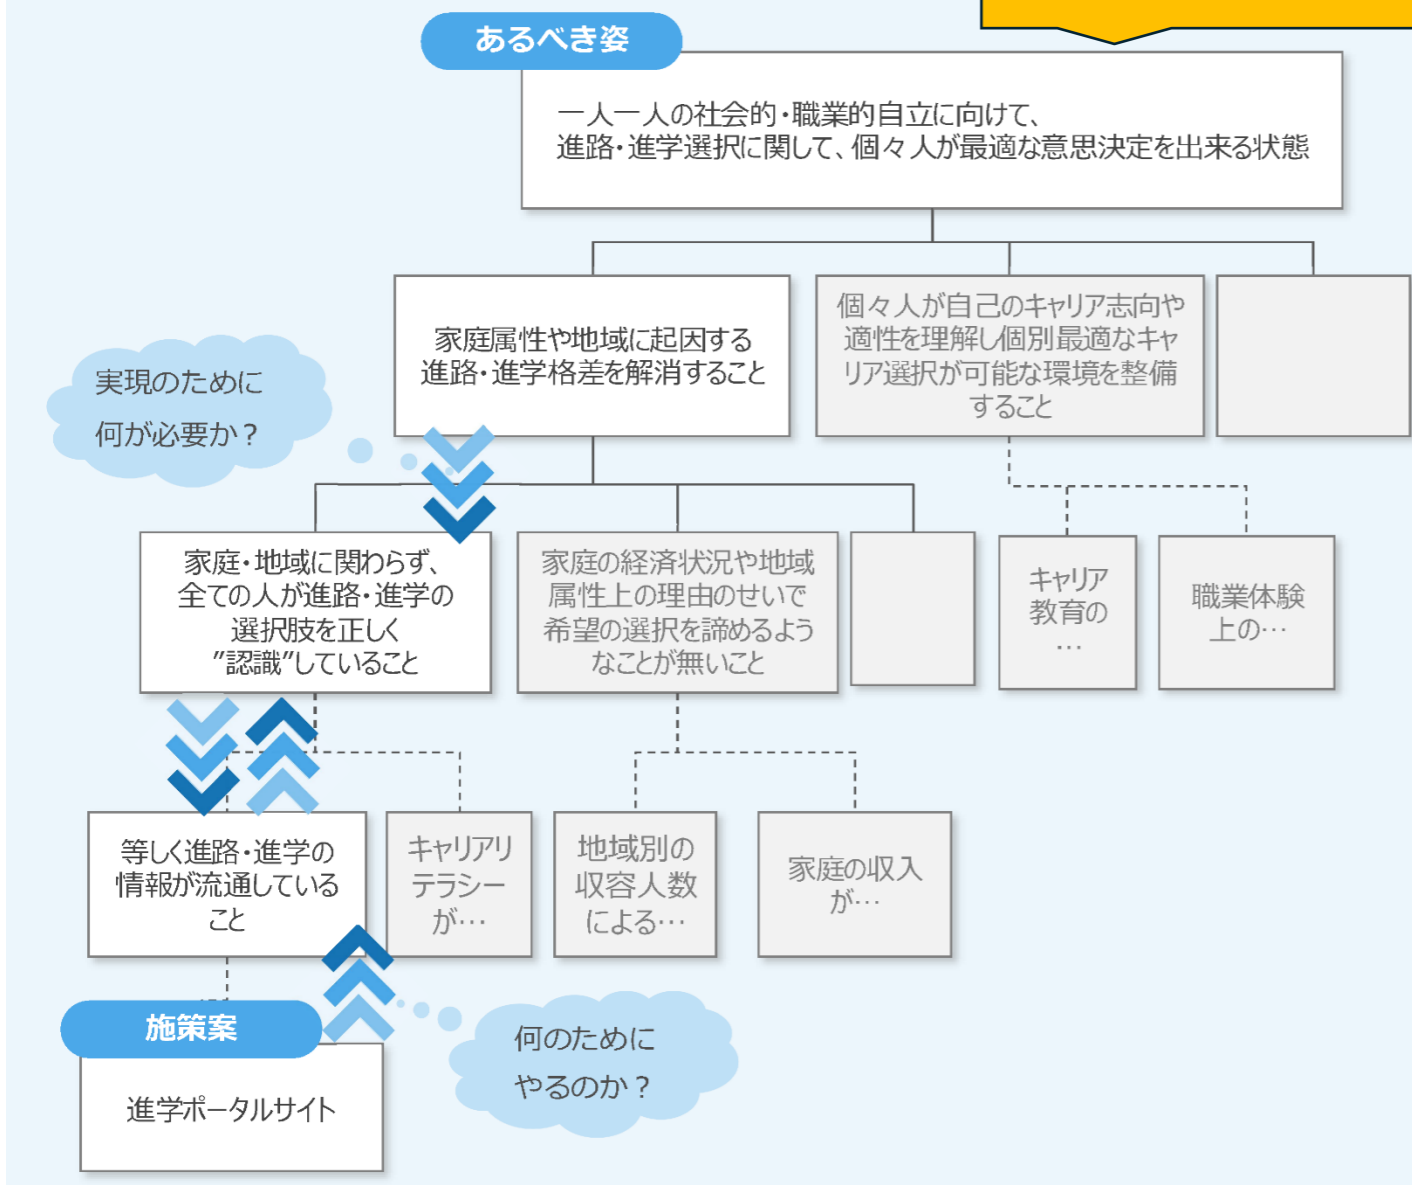 あるべき姿
一人一人の社会的・職業的自立に向けて、
進路・進学選択に関して、個々人が最適な意思決定を出来る状態
家庭属性や地域に起因する
進路・進学格差を解消すること
個々人が自己のキャリア志向や
適性を理解し個別最適なキャ
リア選択が可能な環境を整備
すること
実現のために
何が必要か？
家庭・地域に関わらず、
全ての人が進路・進学の
選択肢を正しく
”認識”していること
家庭の経済状況や地域
属性上の理由のせいで
希望の選択を諦めるよう
なことが無いこと
キャリア
教育の
…
職業体験
上の…
等しく進路・進学の
情報が流通している
こと
キャリアリ
テラシー
が…
地域別の
収容人数
による…
家庭の収入
が…
施策案
進学ポータルサイト
何のために
やるのか？